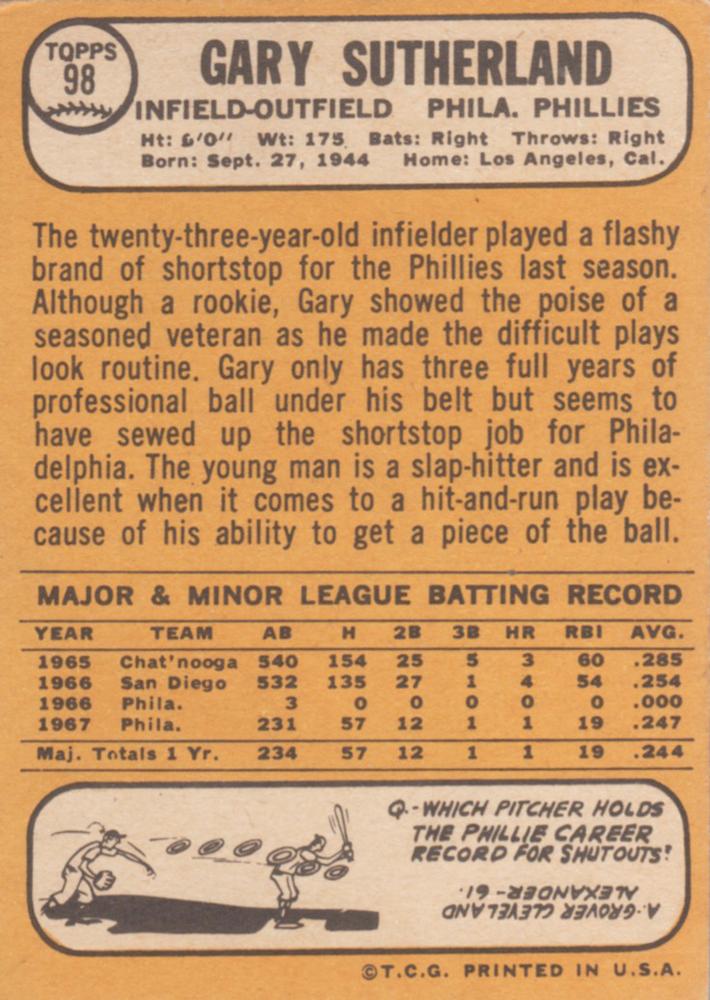 TOPPS
98
GARY SUTHERLAND
INFIELD-OUTFIELD PHILA. PHILLIES
Ht: 6'0" Wt: 175 Bats: Right Throws: Right
Born: Sept. 27, 1944 Home: Los Angeles, Cal.
The twenty-three-year-old infielder played a flashy
brand of shortstop for the Phillies last season.
Although a rookie, Gary showed the poise of a
seasoned veteran as he made the difficult plays
look routine. Gary only has three full years of
professional ball under his belt but seems to
have sewed up the shortstop job for Phila-
delphia. The young man is a slap-hitter and is ex-
cellent when it comes to a hit-and-run play be-
cause of his ability to get a piece of the ball.
MAJOR & MINOR LEAGUE BATTING RECORD
YEAR TEAM AB H 2B 3B HR RBI AVG.
1965 Chat'nooga 540 154 25 5 3 60 .285
1966 San Diego 532 135 27 1 4 54 .254
1966 Phila. 3 0 0 0 0 0 .000
1967 Phila. 231 57 12 1 1 19 .247
Maj. Totals 1 Yr. 234 57 12 1 1 19 .244
Q.-WHICH PITCHER HOLDS
THE PHILLIE CAREER
RECORD FOR SHUTOUTS?
A.-GROVER CLEVELAND
ALEXANDER-61.
©T.C.G. PRINTED IN U.S.A.